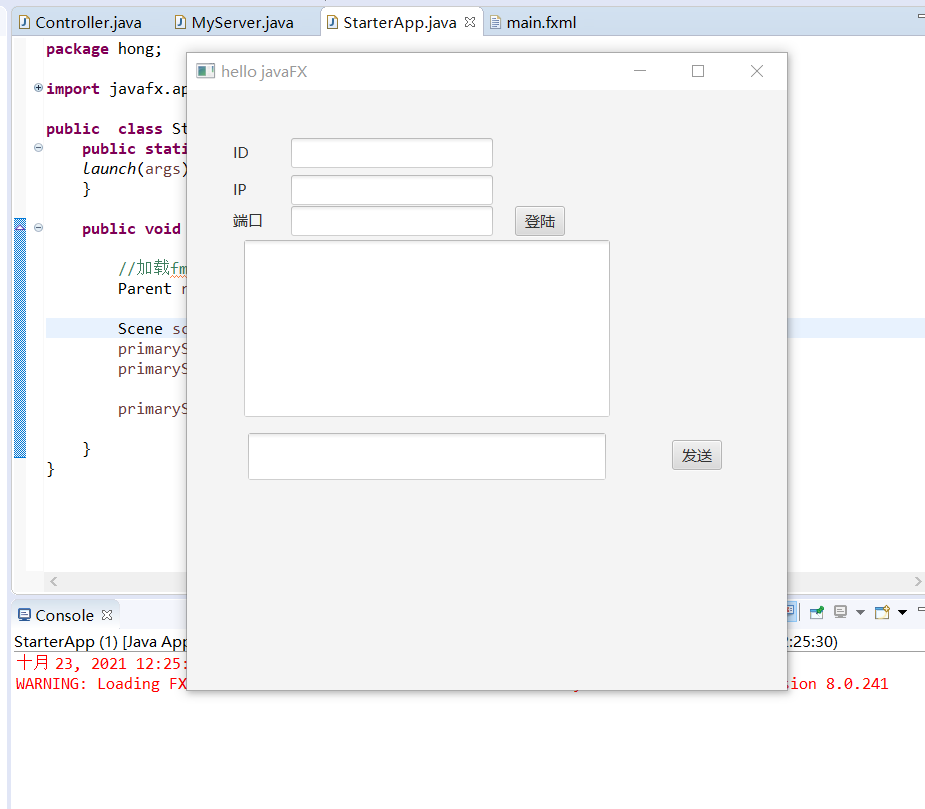 Controller.java MyServer.java StarterApp.java main.fxml
package hong;
import javafx.ap
public class St
public stati
launch(args)
}
public void
//加载fm
Parent r
Scene sc
primaryS
primaryS
primaryS
}
}
hello javaFX
ID
IP
端口
登陆
发送
Console
StarterApp (1) [Java App :25:30)
十月 23, 2021 12:25:
WARNING: Loading FX sion 8.0.241